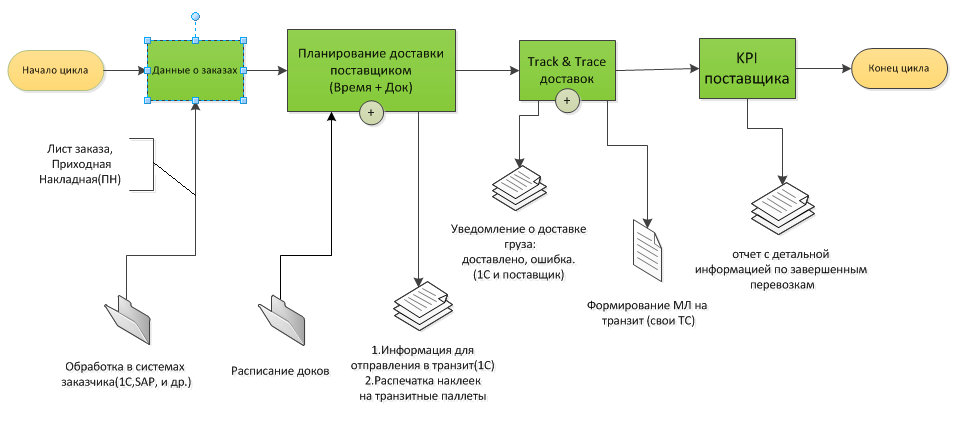 Начало цикла
Данные о заказах
Планирование доставки
поставщиком
(Время + Док)
+
Track & Trace
доставок
+
KPI
поставщика
Конец цикла
Лист заказа,
Приходная
Накладная(ПН)
Уведомление о доставке
груза:
доставлено, ошибка.
(1С и поставщик)
отчет с детальной
информацией по завершенным
перевозкам
Формирование МЛ на
транзит (свои ТС)
Обработка в системах
заказчика(1С,SAP, и др.)
Расписание доков
1.Информация для
отправления в транзит(1С)
2.Распечатка наклеек
на транзитные паллеты